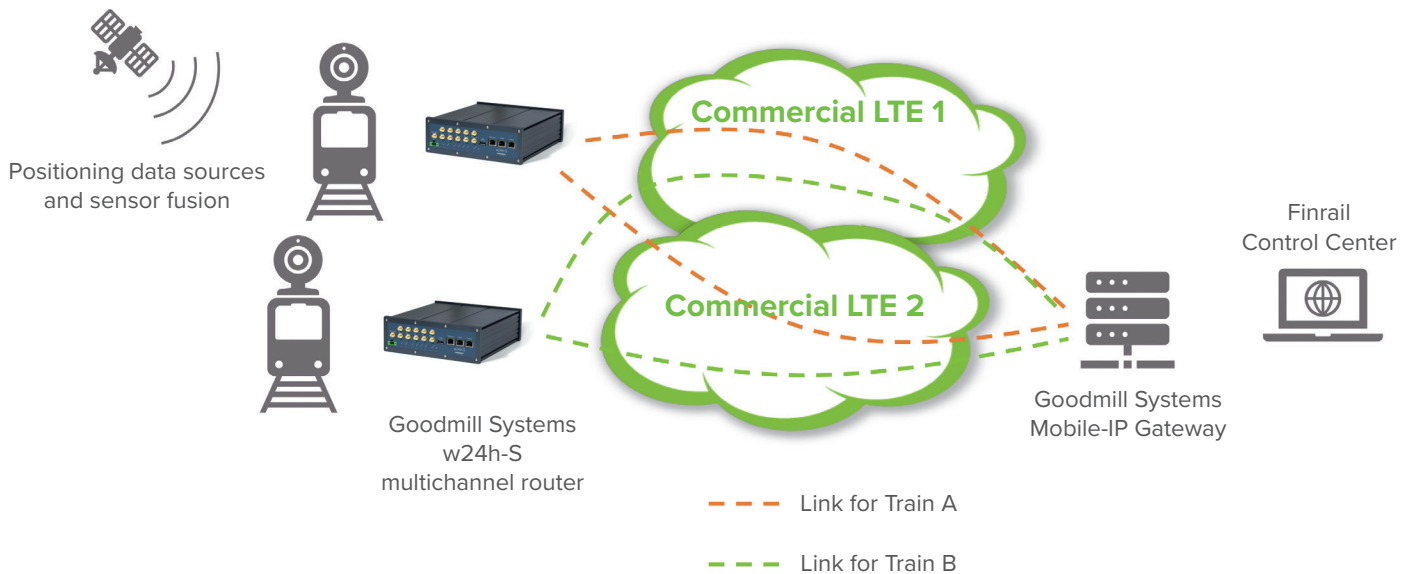 Commercial LTE 1
Positioning data sources
and sensor fusion
Finrail
Control Center
Commercial LTE 2
Goodmill Systems
w24h-S
multichannel router
Goodmill Systems
Mobile-IP Gateway
Link for Train A
Link for Train B